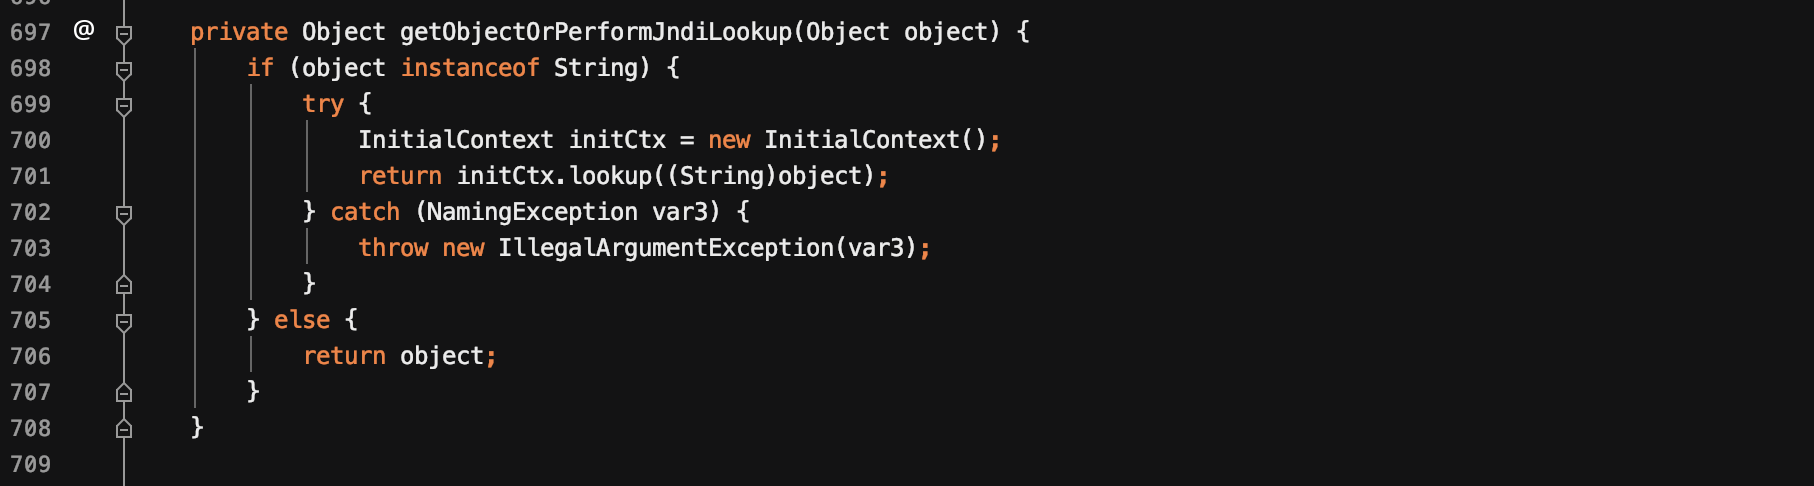 697 @ private Object getObjectOrPerformJndiLookup(Object object) {
698 if (object instanceof String) {
699 try {
700 InitialContext initCtx = new InitialContext();
701 return initCtx.lookup((String)object);
702 } catch (NamingException var3) {
703 throw new IllegalArgumentException(var3);
704 }
705 } else {
706 return object;
707 }
708 }
709